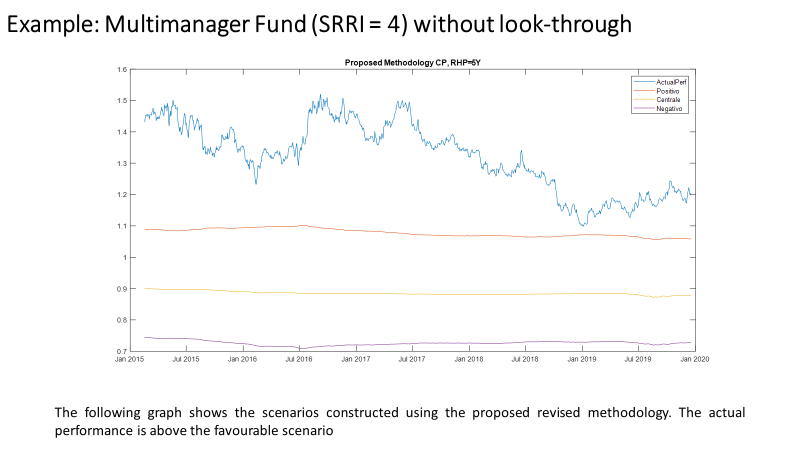 Example: Multimanager Fund (SRRI = 4) without look-through
Proposed Methodology CP, RHP=5Y
1.6
1.5
1.4
1.3
1.2
1.1
1
0.9
0.8
0.7
ActualPerf
Positivo
Centrale
Negativo
Jan 2015 Jul 2015 Jan 2016 Jul 2016 Jan 2017 Jul 2017 Jan 2018 Jul 2018 Jan 2019 Jul 2019 Jan 2020
The following graph shows the scenarios constructed using the proposed revised methodology. The actual
performance is above the favourable scenario